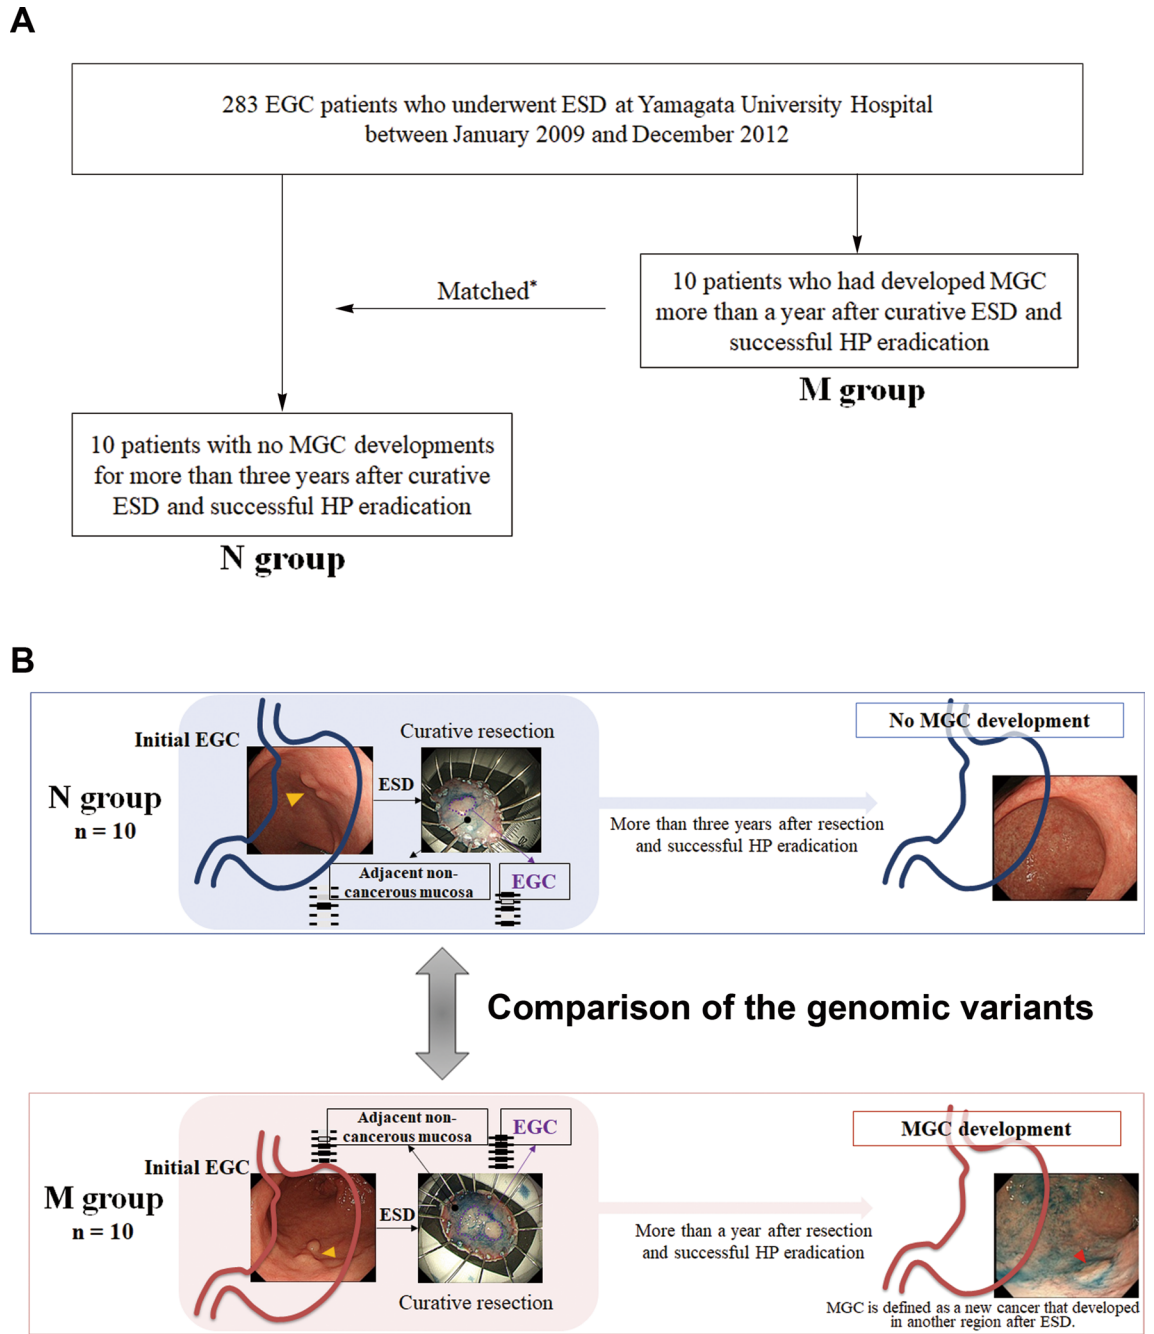 A
283 EGC patients who underwent ESD at Yamagata University Hospital
between January 2009 and December 2012
Matched*
10 patients who had developed MGC
more than a year after curative ESD and
successful HP eradication
M group
10 patients with no MGC developments
for more than three years after curative
ESD and successful HP eradication
N group
B
N group
n = 10
Initial EGC
ESD
Curative resection
Adjacent non-
cancerous mucosa
EGC
More than three years after resection
and successful HP eradication
No MGC development
Comparison of the genomic variants
M group
n = 10
Initial EGC
Adjacent non-
cancerous mucosa
EGC
ESD
Curative resection
More than a year after resection
and successful HP eradication
MGC development
MGC is defined as a new cancer that developed
in another region after ESD.